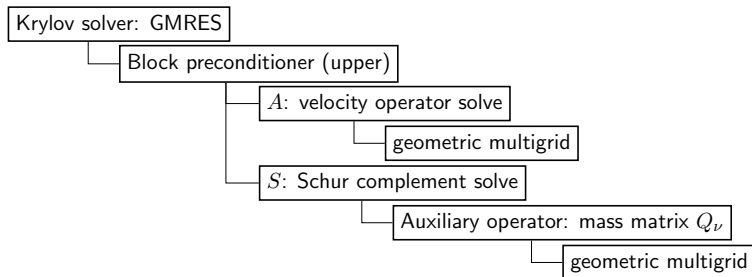 Krylov solver: GMRES
Block preconditioner (upper)
A: velocity operator solve
geometric multigrid
S: Schur complement solve
Auxiliary operator: mass matrix Qν
geometric multigrid